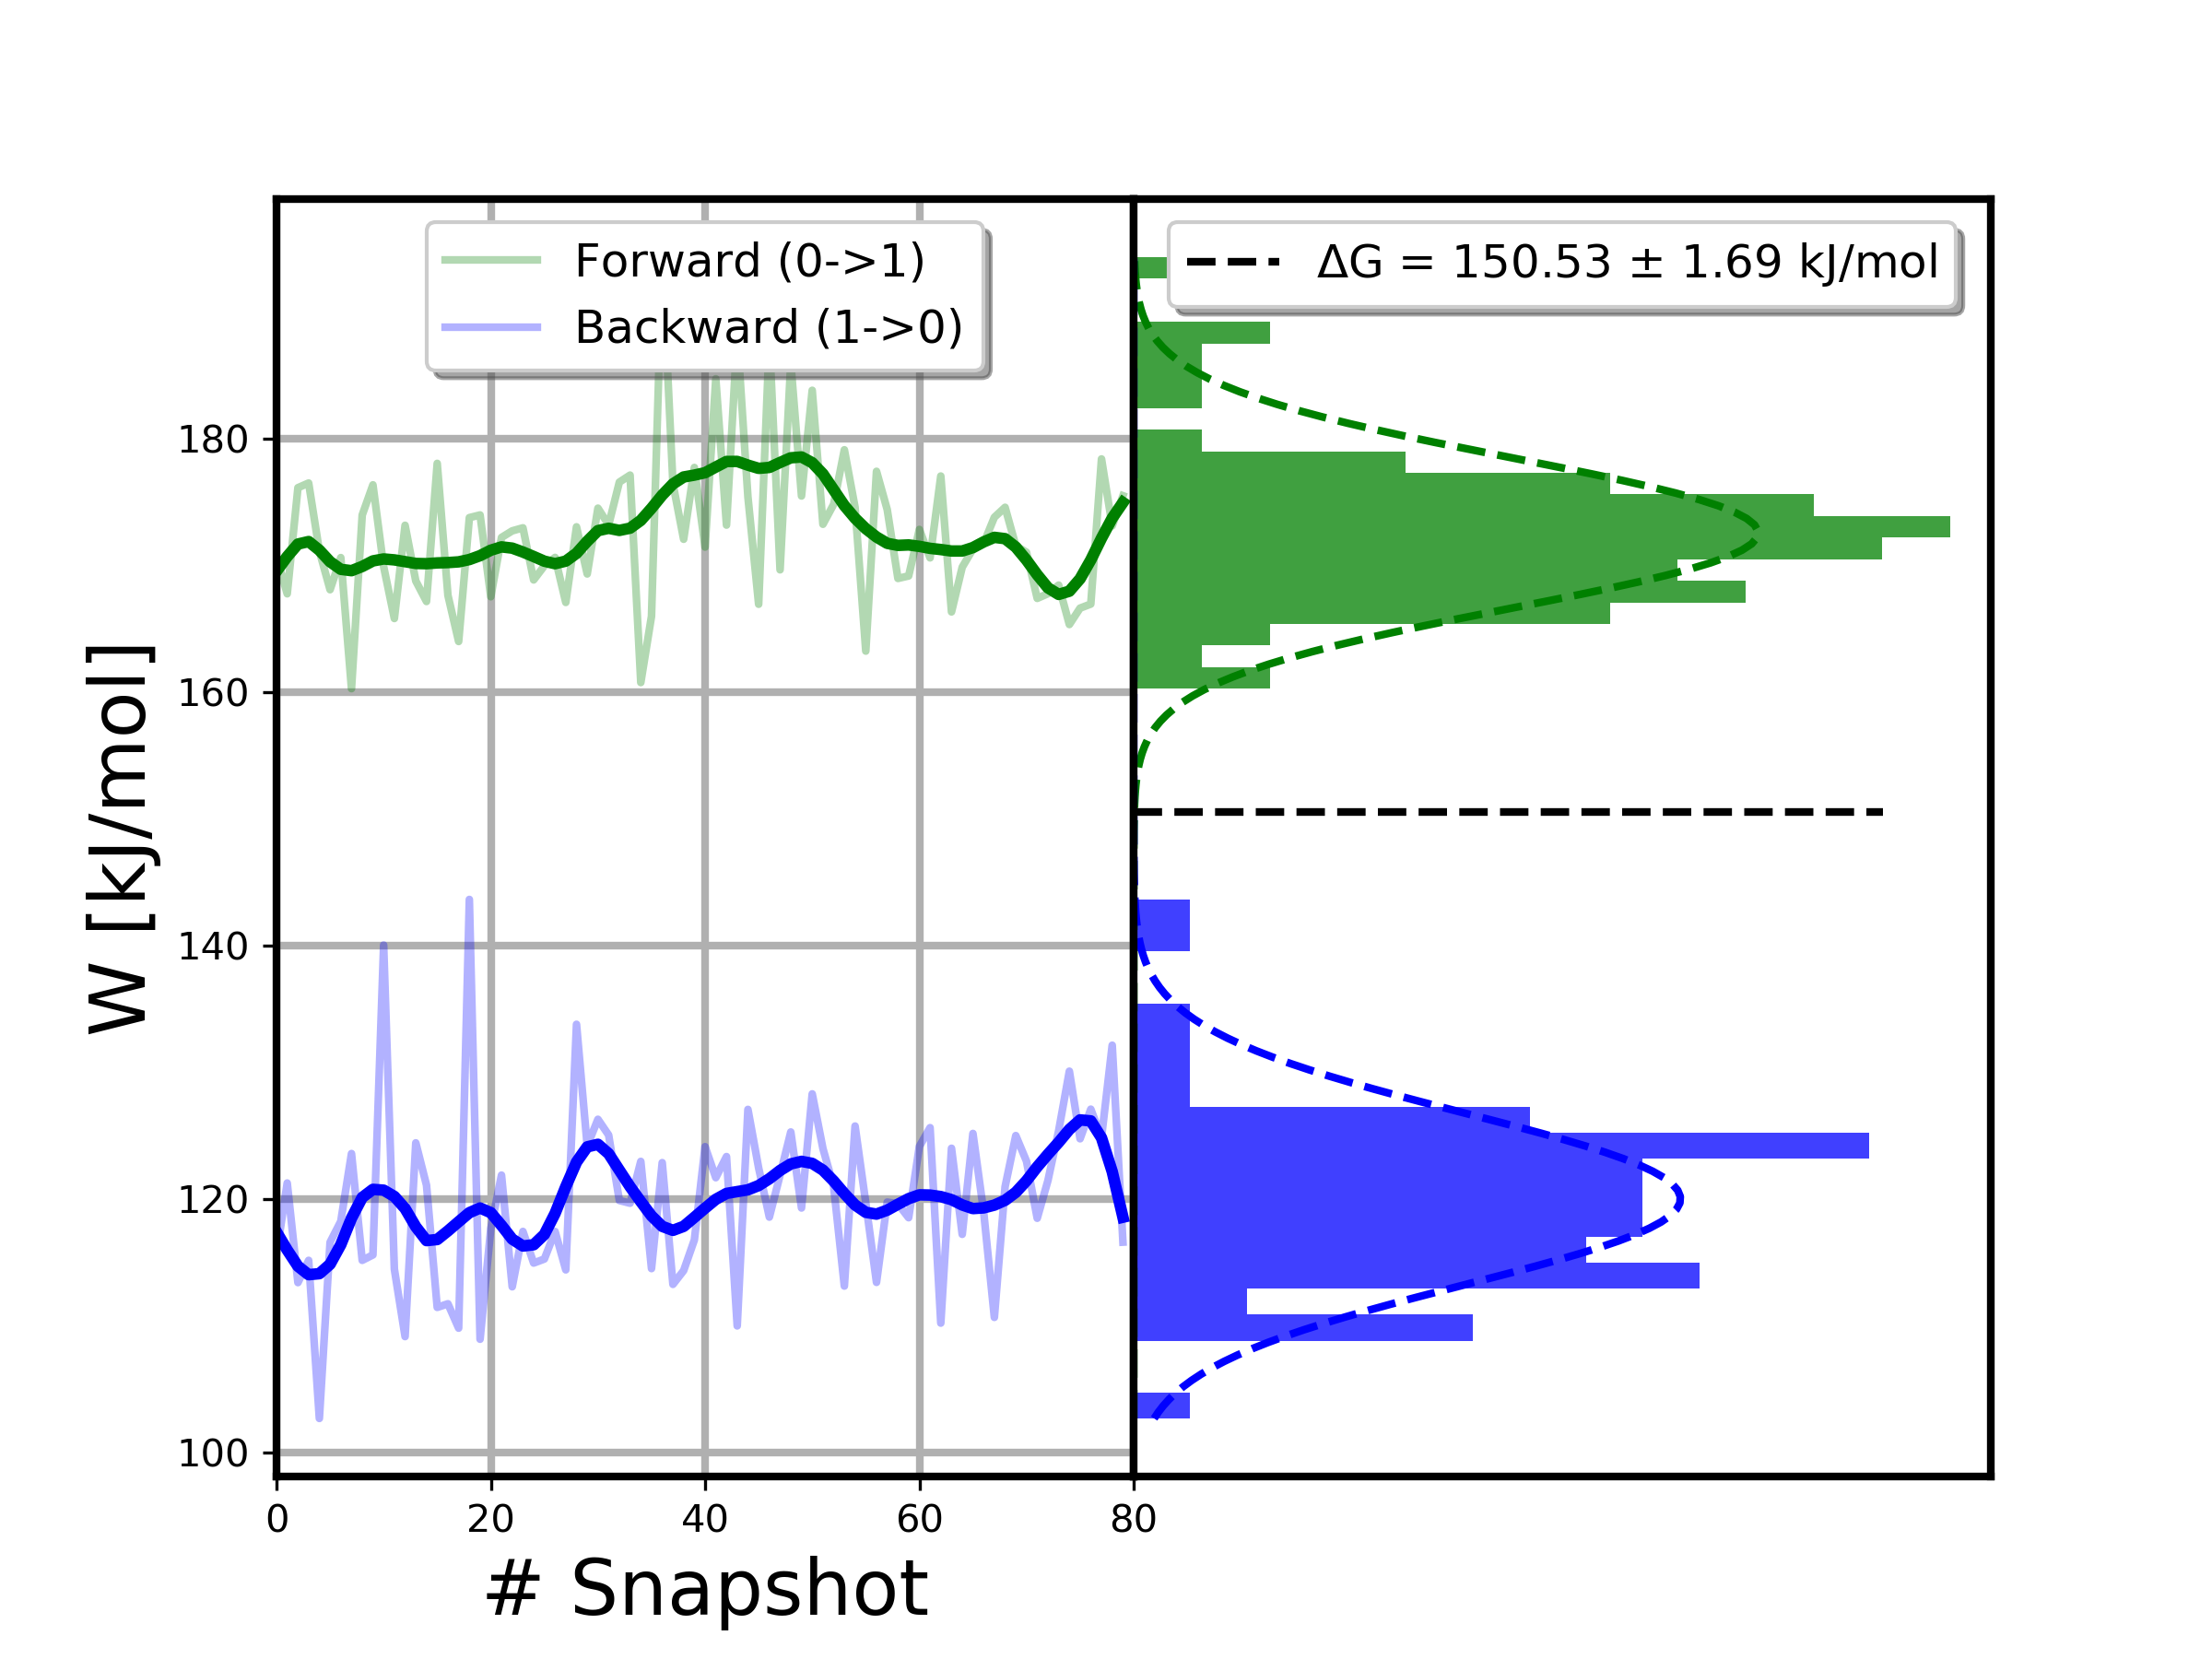 Forward (0->1)
Backward (1->0)
ΔG = 150.53 ± 1.69 kJ/mol
W [kJ/mol]
180
160
140
120
100
0 20 40 60 80
# Snapshot